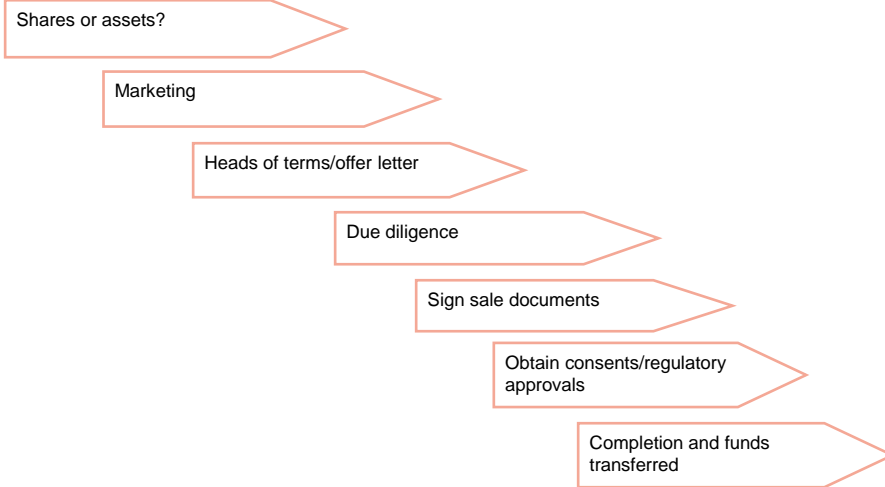 Shares or assets?
Marketing
Heads of terms/offer letter
Due diligence
Sign sale documents
Obtain consents/regulatory
approvals
Completion and funds
transferred